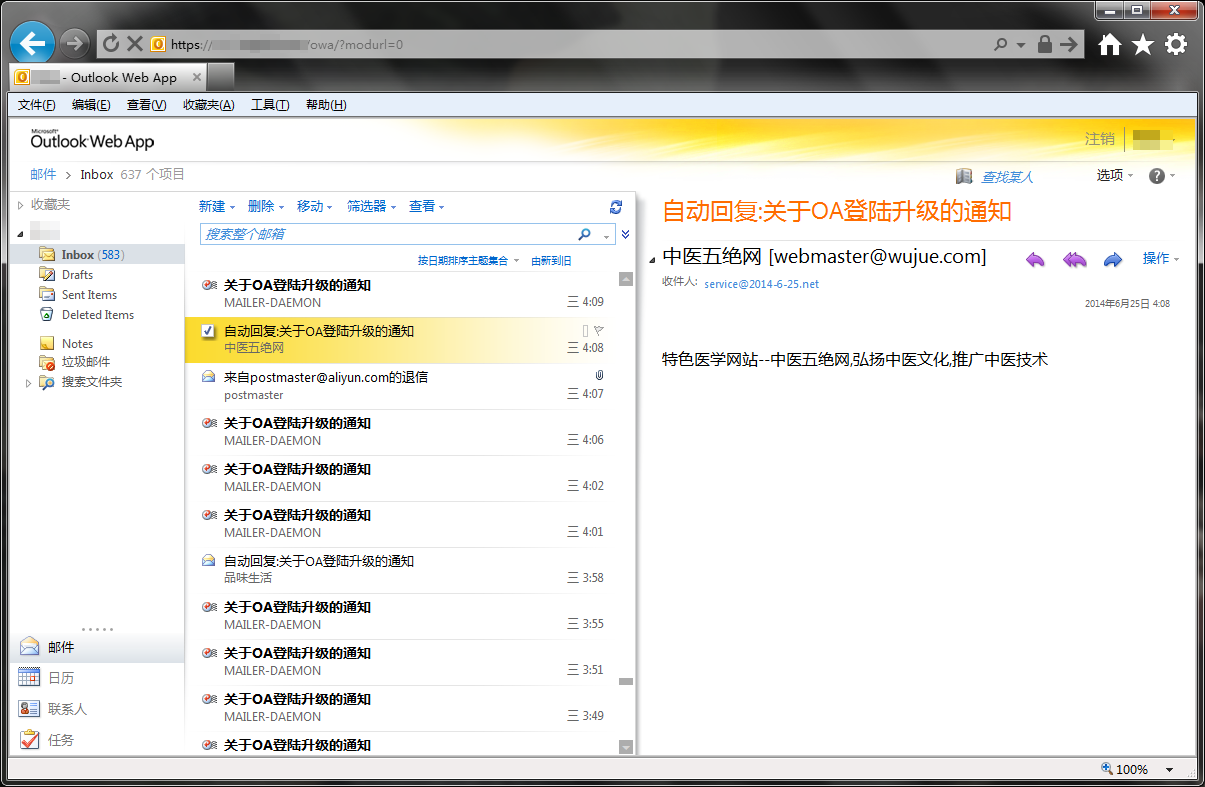 https://
/owa/?modurl=0
- Outlook Web App
文件(F) 编辑(E) 查看(V) 收藏夹(A) 工具(T) 帮助(H)
Microsoft®
Outlook Web App
注销
邮件 > Inbox 637 个项目
查找某人
选项
收藏夹
Inbox (583)
Drafts
Sent Items
Deleted Items
Notes
垃圾邮件
搜索文件夹
邮件
日历
联系人
任务
新建 删除 移动 筛选器 查看
搜索整个邮箱
按日期排序主题集合 由新到旧
关于OA登陆升级的通知
MAILER-DAEMON 三 4:09
自动回复:关于OA登陆升级的通知
中医五绝网 三 4:08
来自postmaster@aliyun.com的退信
postmaster 三 4:07
关于OA登陆升级的通知
MAILER-DAEMON 三 4:06
关于OA登陆升级的通知
MAILER-DAEMON 三 4:02
关于OA登陆升级的通知
MAILER-DAEMON 三 4:01
自动回复:关于OA登陆升级的通知
品味生活 三 3:58
关于OA登陆升级的通知
MAILER-DAEMON 三 3:55
关于OA登陆升级的通知
MAILER-DAEMON 三 3:51
关于OA登陆升级的通知
MAILER-DAEMON 三 3:49
关于OA登陆升级的通知
自动回复:关于OA登陆升级的通知
中医五绝网 [webmaster@wujue.com]
操作
收件人: service@2014-6-25.net
2014年6月25日 4:08
特色医学网站--中医五绝网,弘扬中医文化,推广中医技术
100%